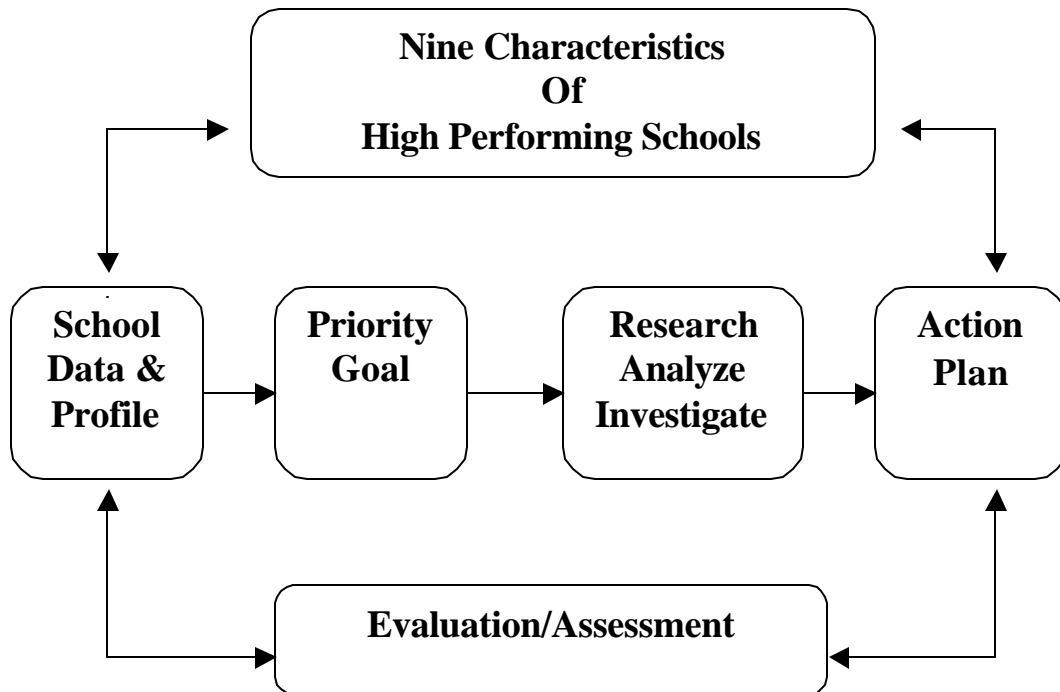 Nine Characteristics
Of
High Performing Schools
School
Data &
Profile
Priority
Goal
Research
Analyze
Investigate
Action
Plan
Evaluation/Assessment